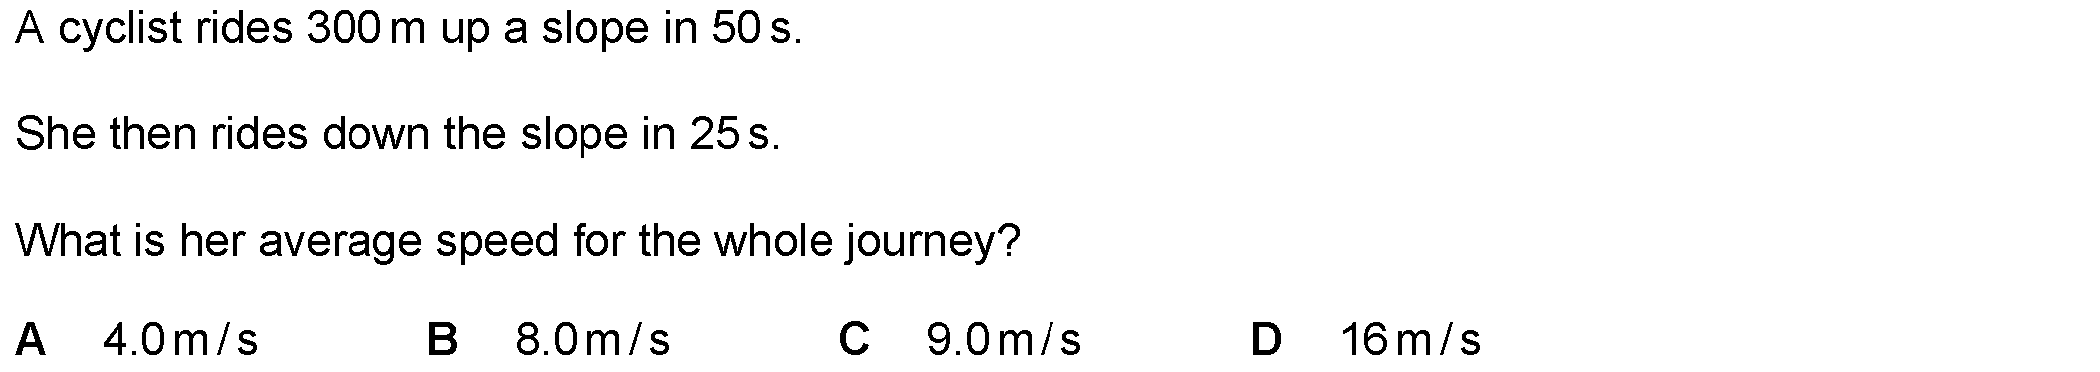 A cyclist rides 300 m up a slope in 50 s.
She then rides down the slope in 25 s.
What is her average speed for the whole journey?
A 4.0 m / s B 8.0 m / s C 9.0 m / s D 16 m / s